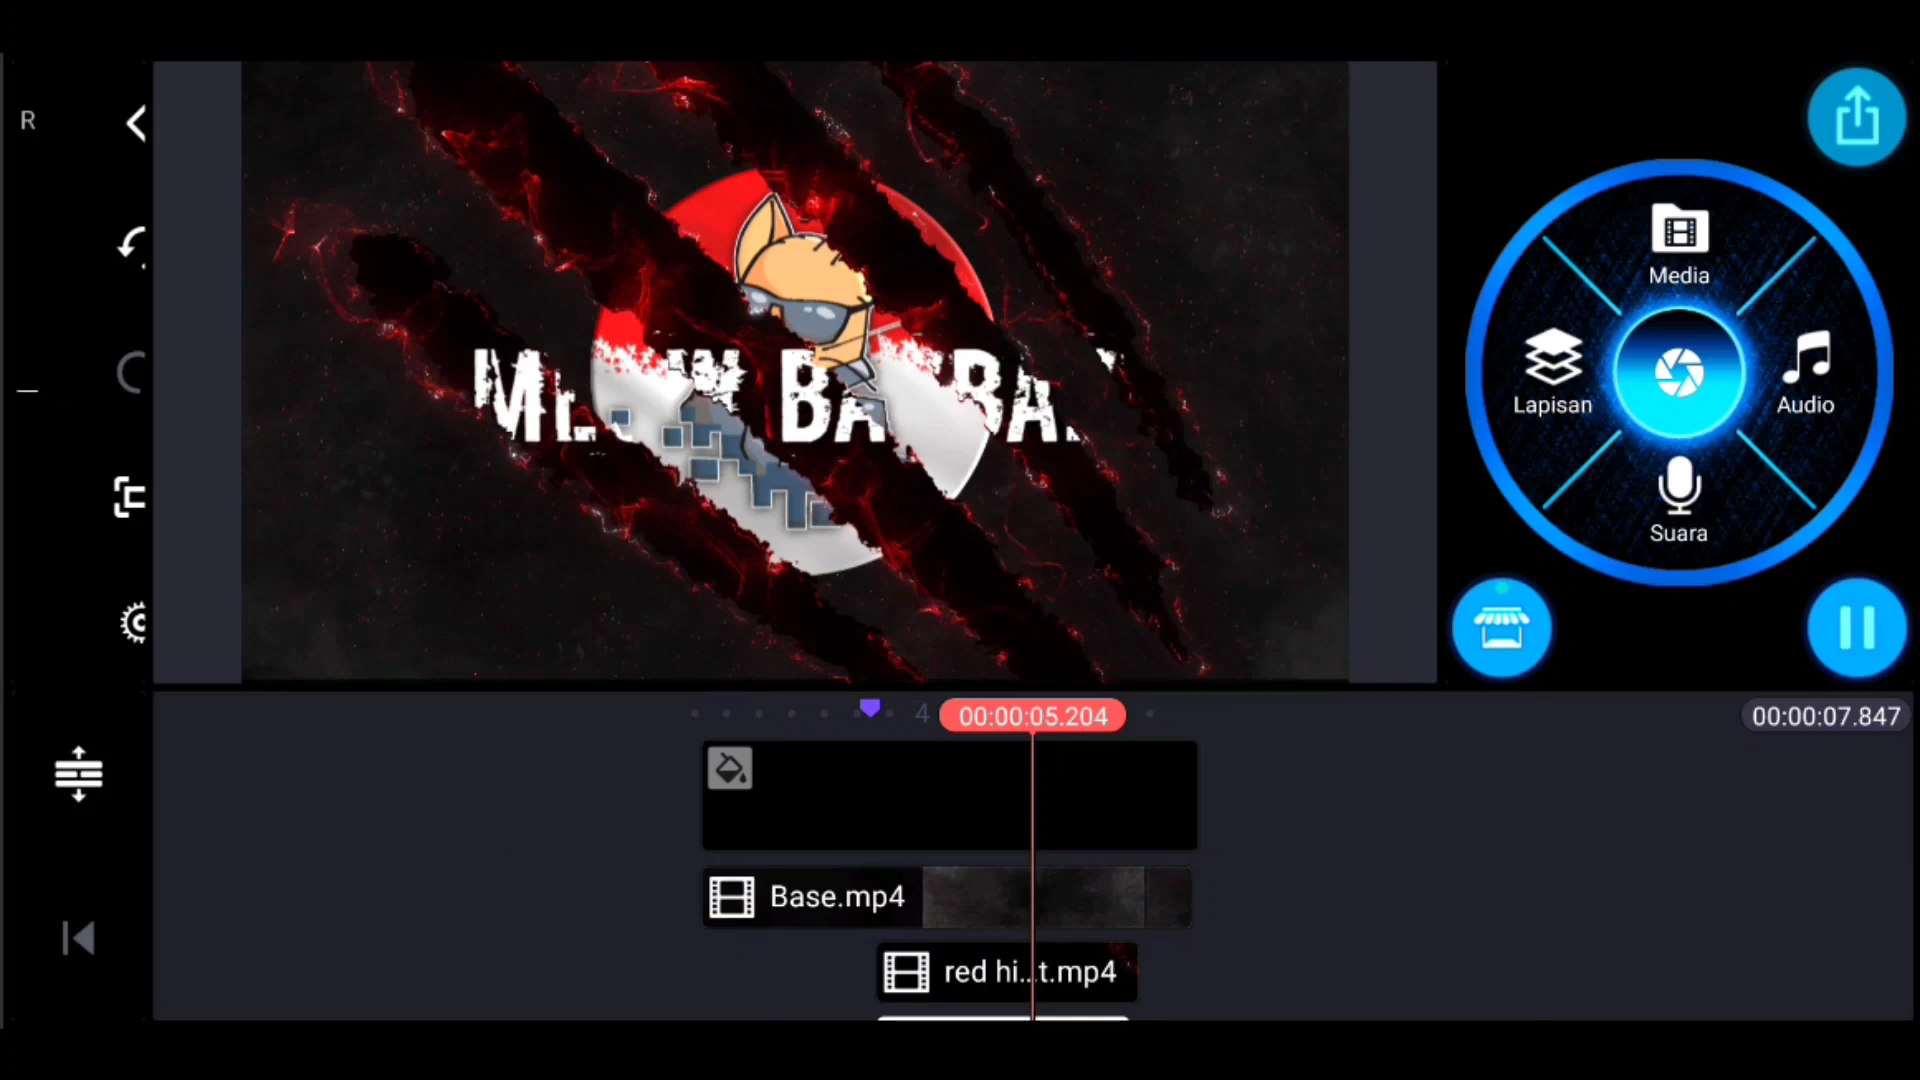 R
Media
Lapisan
Audio
Suara
4
00:00:05.204
00:00:07.847
Base.mp4
red hi...t.mp4